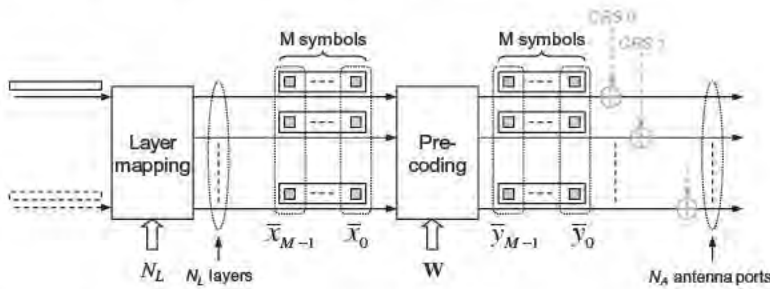 CRS 0
CRS 1
M symbols
M symbols
Layer
mapping
Pre-
coding
x̄M−1
x̄0
ȳM−1
ȳ0
NL
NL layers
W
NA antenna ports